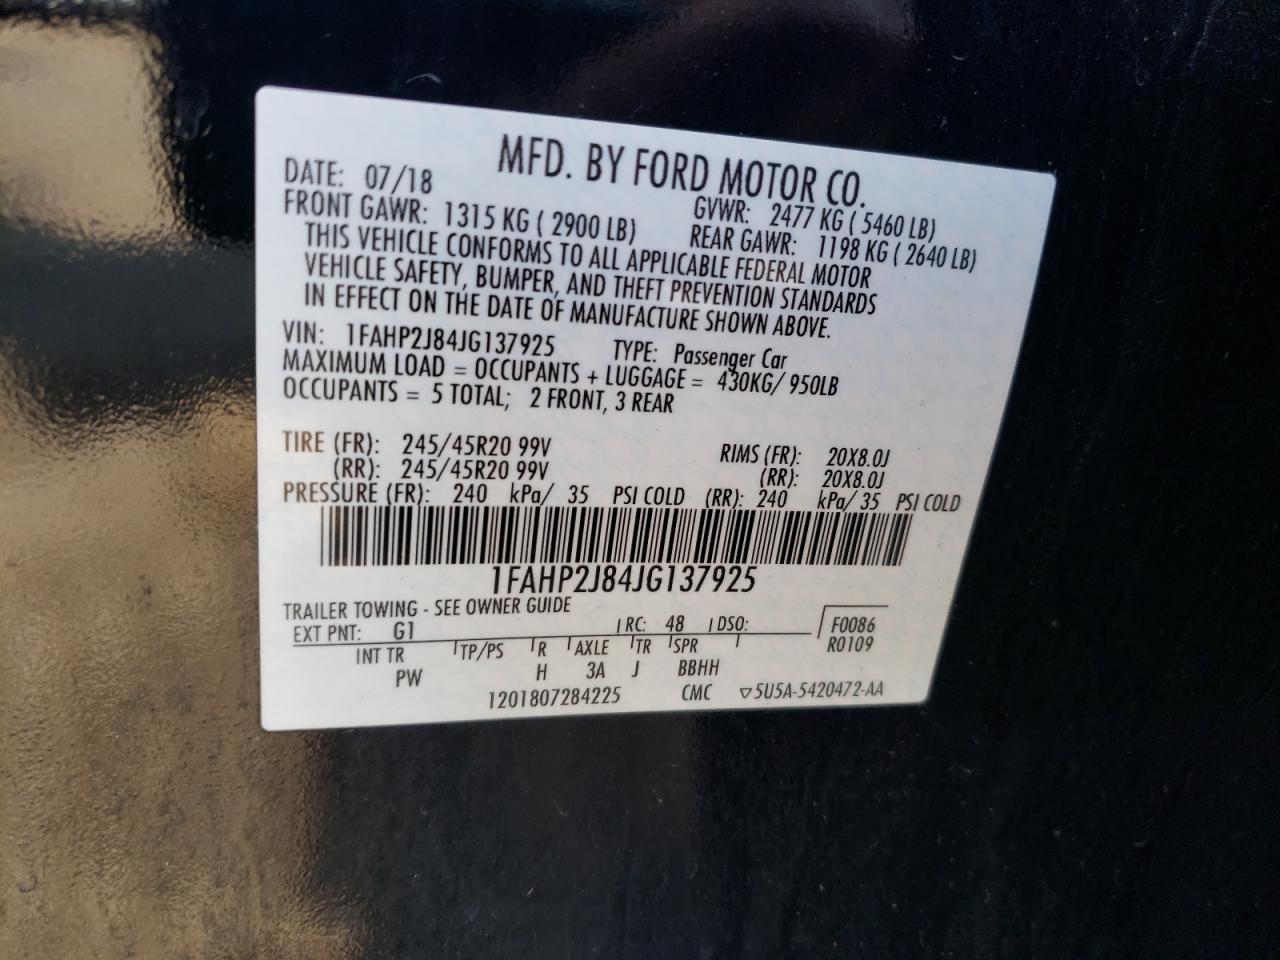 MFD. BY FORD MOTOR CO.
DATE: 07/18 GVWR: 2477 KG ( 5460 LB)
FRONT GAWR: 1315 KG ( 2900 LB) REAR GAWR: 1198 KG ( 2640 LB)
THIS VEHICLE CONFORMS TO ALL APPLICABLE FEDERAL MOTOR
VEHICLE SAFETY, BUMPER, AND THEFT PREVENTION STANDARDS
IN EFFECT ON THE DATE OF MANUFACTURE SHOWN ABOVE.
VIN: 1FAHP2J84JG137925 TYPE: Passenger Car
MAXIMUM LOAD = OCCUPANTS + LUGGAGE = 430KG/ 950LB
OCCUPANTS = 5 TOTAL; 2 FRONT, 3 REAR
TIRE (FR): 245/45R20 99V RIMS (FR): 20X8.0J
(RR): 245/45R20 99V (RR): 20X8.0J
PRESSURE (FR): 240 kPa/ 35 PSI COLD (RR): 240 kPa/ 35 PSI COLD
1FAHP2J84JG137925
TRAILER TOWING - SEE OWNER GUIDE
EXT PNT: G1 RC: 48 DSO: F0086
INT TR TP/PS R AXLE TR SPR R0109
PW H 3A J BBHH
1201807284225 CMC ▽5U5A-5420472-AA